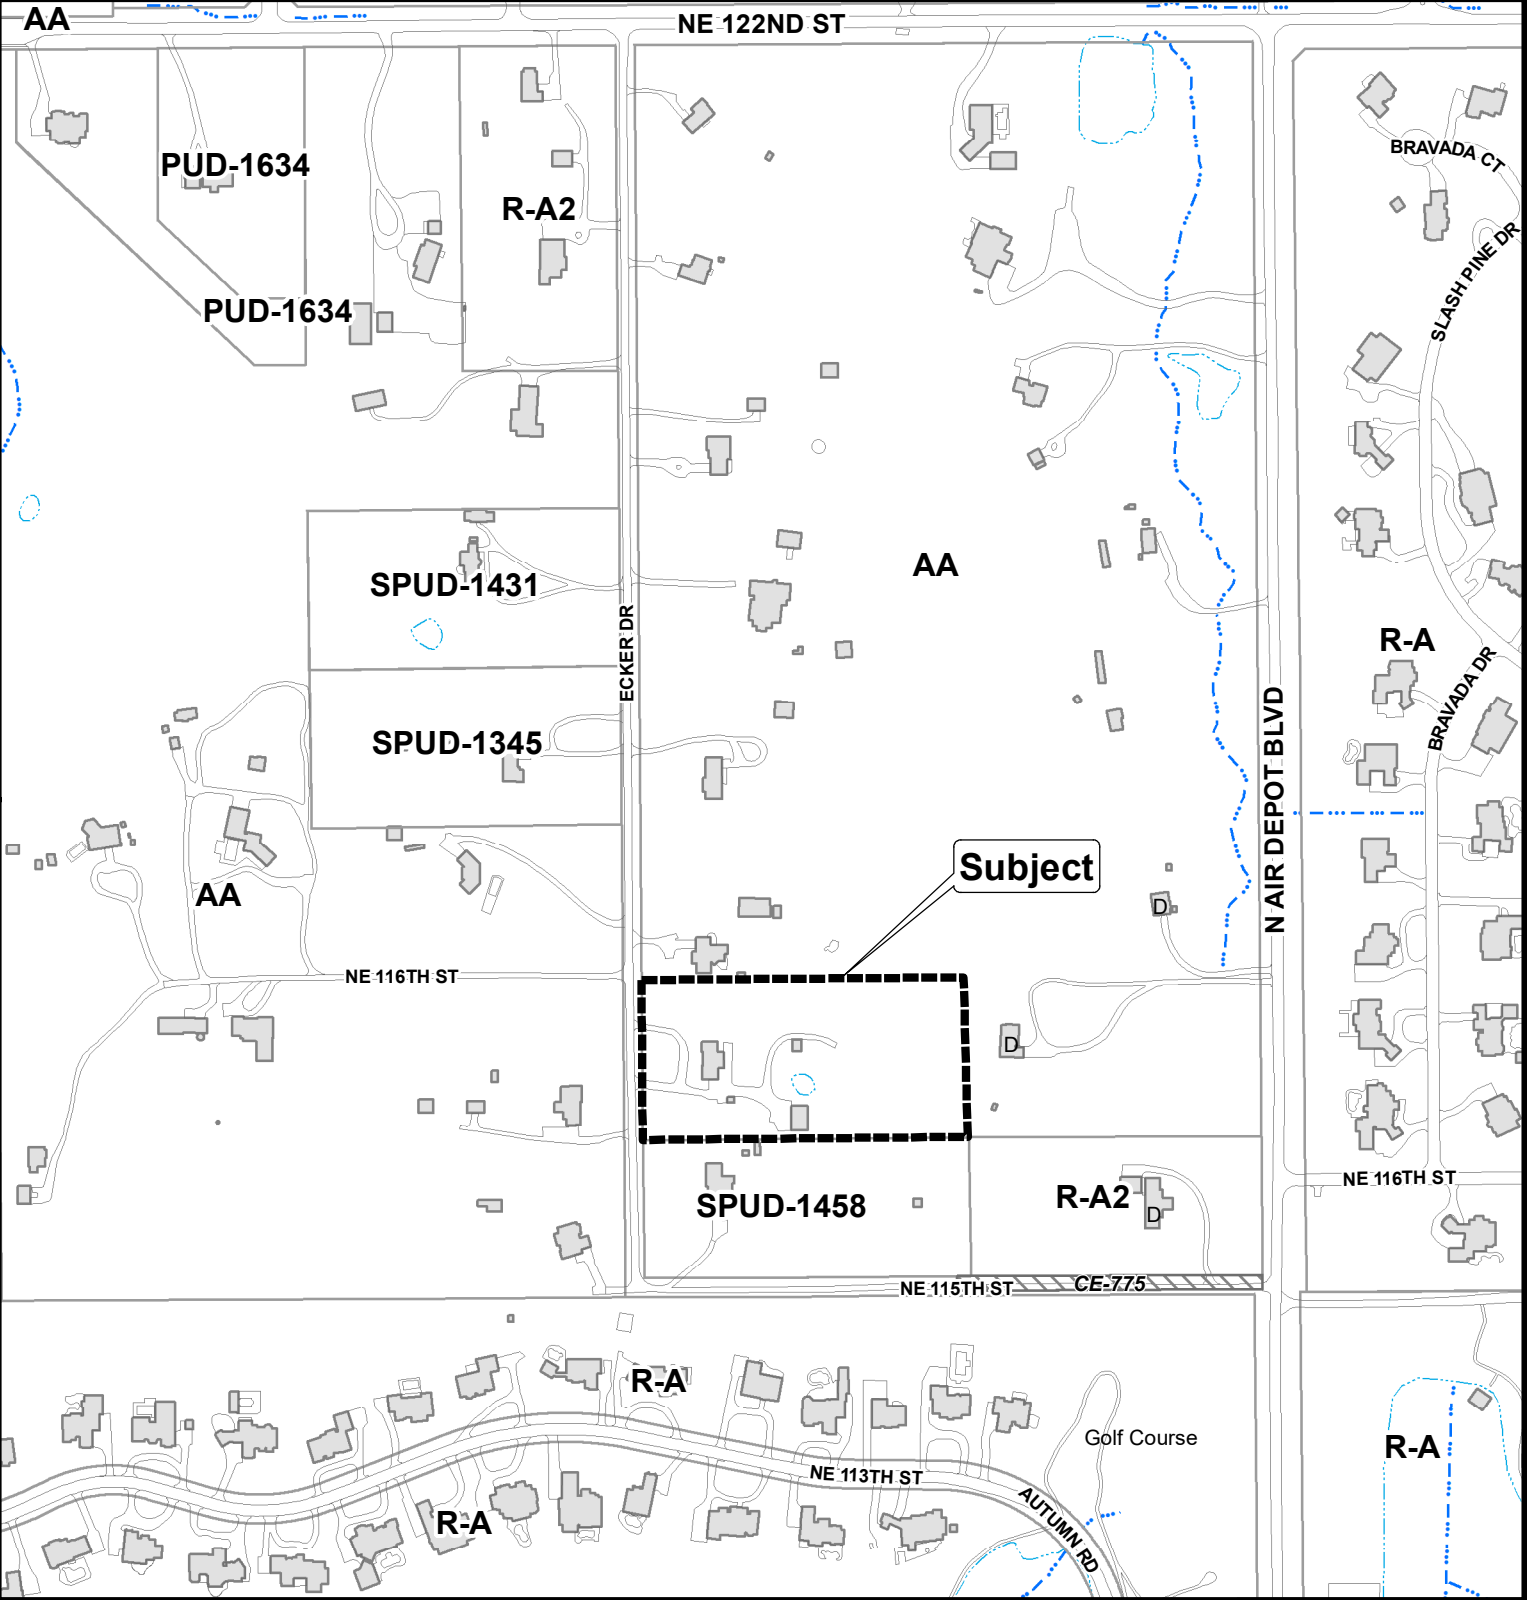 AA
NE 122ND ST
BRAVADA CT
PUD-1634
R-A2
SLASH PINE DR
PUD-1634
AA
SPUD-1431
ECKER DR
R-A
BRAVADA DR
SPUD-1345
N AIR DEPOT BLVD
Subject
AA
D
NE 116TH ST
D
NE 116TH ST
R-A2
SPUD-1458
D
CE-775
NE 115TH ST
R-A
Golf Course
R-A
NE 113TH ST
R-A
AUTUMN RD